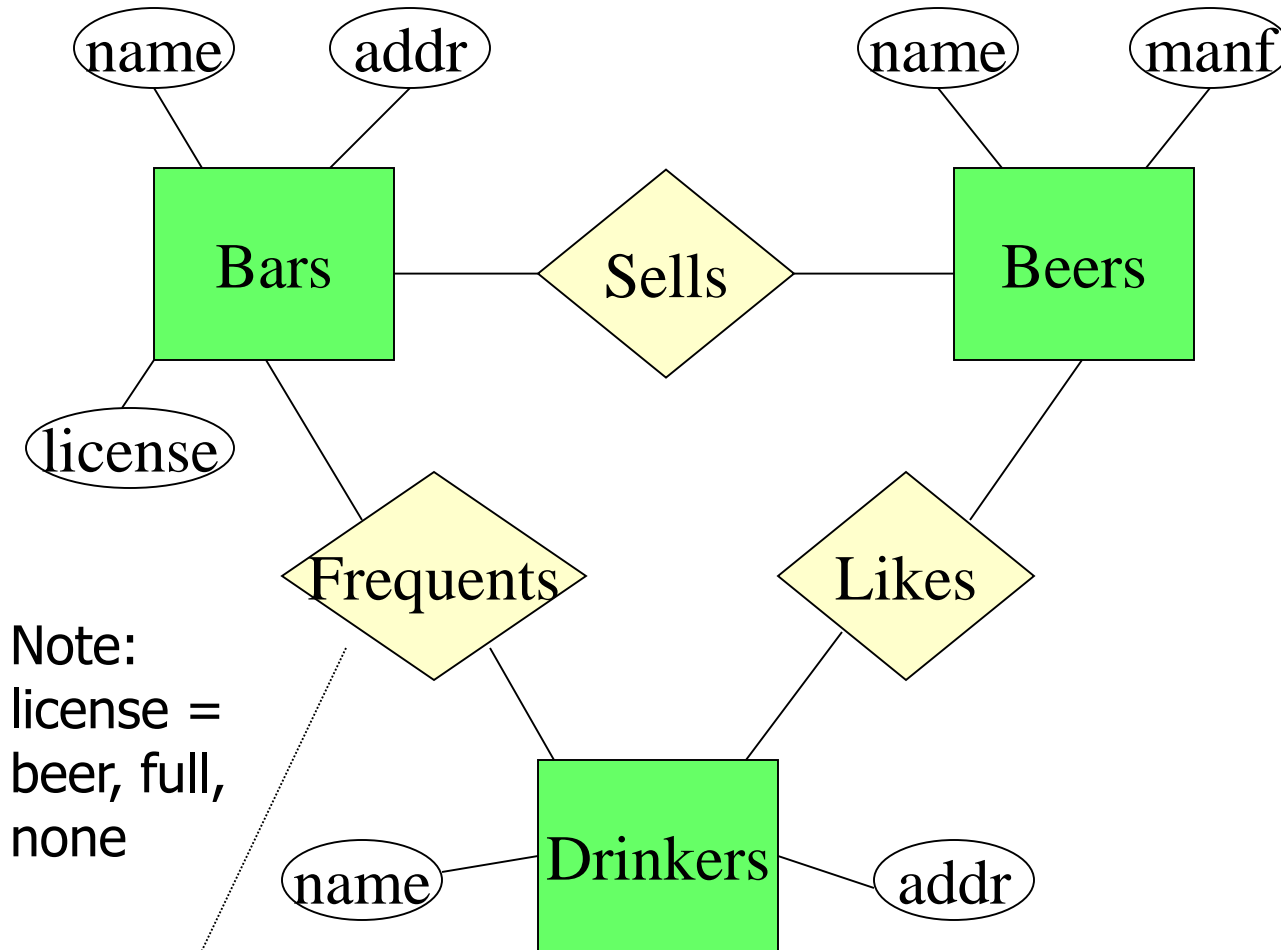 name
addr
name
manf
Bars
Sells
Beers
license
Frequents
Likes
Note:
license =
beer, full,
none
name
Drinkers
addr